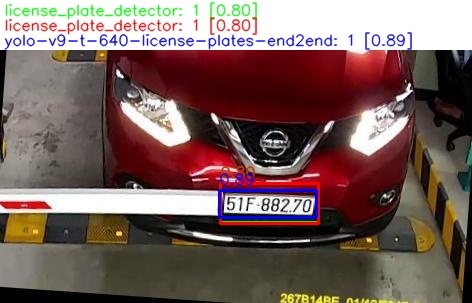 license_plate_detector: 1 [0.80]
license_plate_detector: 1 [0.80]
yolo-v9-t-640-license-plates-end2end: 1 [0.89]
NISSAN
0.89
51F-882.70